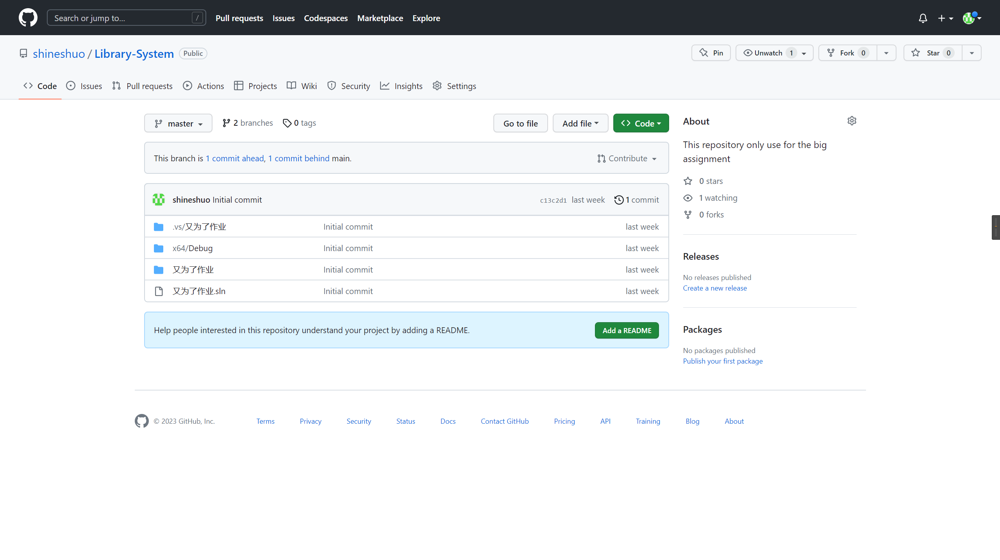 Search or jump to... / Pull requests Issues Codespaces Marketplace Explore
shineshuo / Library-System Public Pin Unwatch 1 Fork 0 Star 0
Code Issues Pull requests Actions Projects Wiki Security Insights Settings
master 2 branches 0 tags Go to file Add file Code
This branch is 1 commit ahead, 1 commit behind main. Contribute
shineshuo Initial commit c13c2d1 last week 1 commit
.vs/又为了作业 Initial commit last week
x64/Debug Initial commit last week
又为了作业 Initial commit last week
又为了作业.sln Initial commit last week
Help people interested in this repository understand your project by adding a README. Add a README
About
This repository only use for the big
assignment
0 stars
1 watching
0 forks
Releases
No releases published
Create a new release
Packages
No packages published
Publish your first package
© 2023 GitHub, Inc. Terms Privacy Security Status Docs Contact GitHub Pricing API Training Blog About